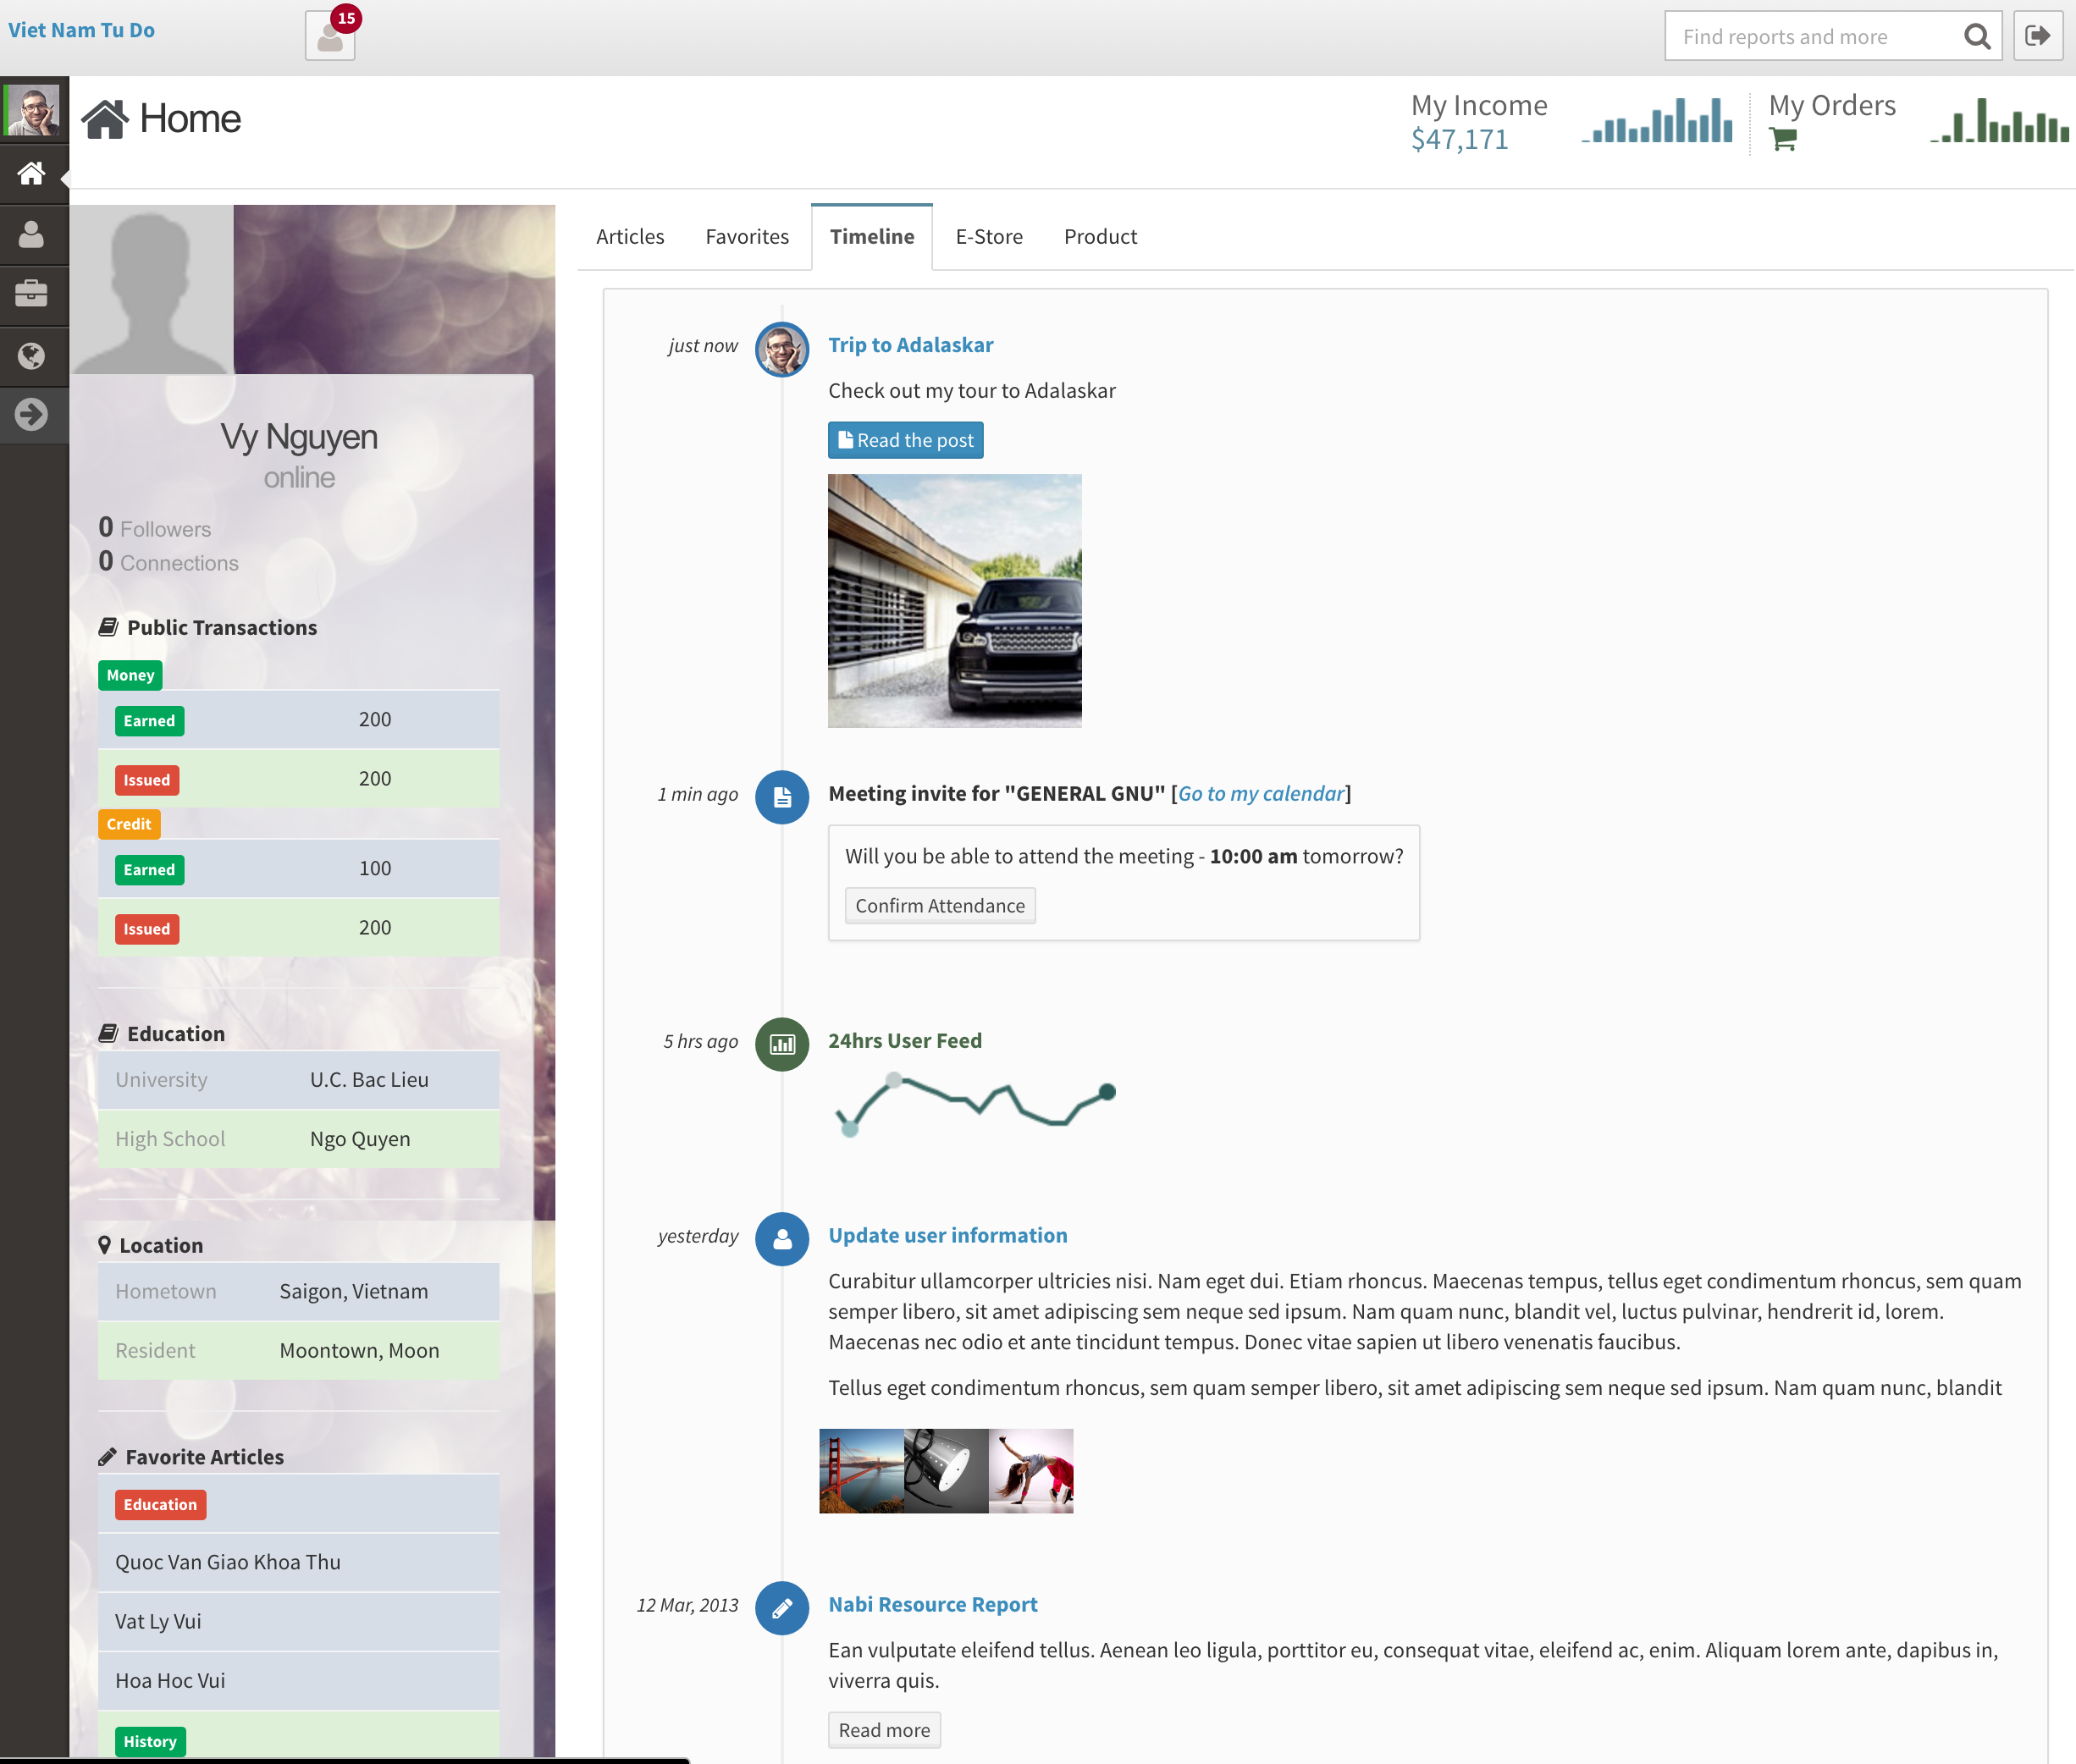 Viet Nam Tu Do
15
Find reports and more
Home
My Income
$47,171
My Orders
Vy Nguyen
online
0 Followers
0 Connections
Public Transactions
Money
Earned 200
Issued 200
Credit
Earned 100
Issued 200
Education
University U.C. Bac Lieu
High School Ngo Quyen
Location
Hometown Saigon, Vietnam
Resident Moontown, Moon
Favorite Articles
Education
Quoc Van Giao Khoa Thu
Vat Ly Vui
Hoa Hoc Vui
History
Articles Favorites Timeline E-Store Product
just now
Trip to Adalaskar
Check out my tour to Adalaskar
Read the post
1 min ago
Meeting invite for "GENERAL GNU" [Go to my calendar]
Will you be able to attend the meeting - 10:00 am tomorrow?
Confirm Attendance
5 hrs ago
24hrs User Feed
yesterday
Update user information
Curabitur ullamcorper ultricies nisi. Nam eget dui. Etiam rhoncus. Maecenas tempus, tellus eget condimentum rhoncus, sem quam
semper libero, sit amet adipiscing sem neque sed ipsum. Nam quam nunc, blandit vel, luctus pulvinar, hendrerit id, lorem.
Maecenas nec odio et ante tincidunt tempus. Donec vitae sapien ut libero venenatis faucibus.
Tellus eget condimentum rhoncus, sem quam semper libero, sit amet adipiscing sem neque sed ipsum. Nam quam nunc, blandit
12 Mar, 2013
Nabi Resource Report
Ean vulputate eleifend tellus. Aenean leo ligula, porttitor eu, consequat vitae, eleifend ac, enim. Aliquam lorem ante, dapibus in,
viverra quis.
Read more